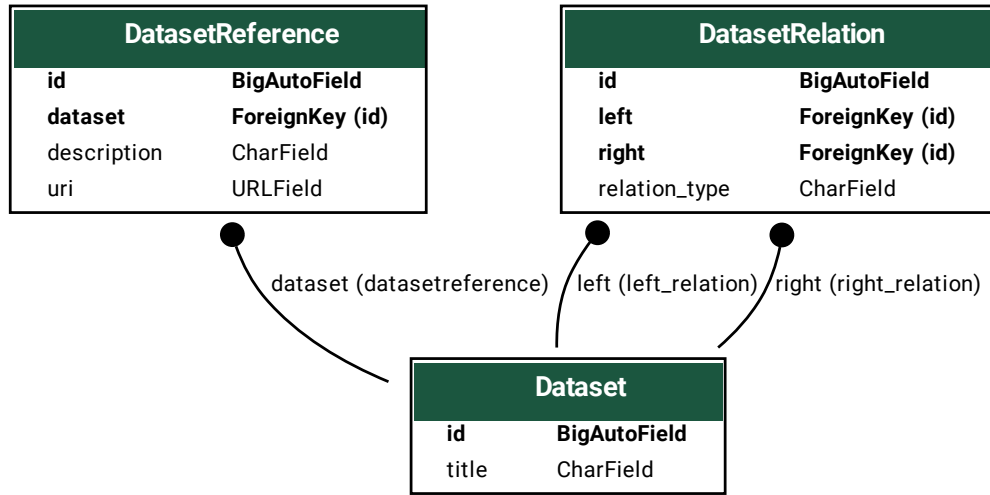 DatasetReference
id BigAutoField
dataset ForeignKey (id)
description CharField
uri URLField
DatasetRelation
id BigAutoField
left ForeignKey (id)
right ForeignKey (id)
relation_type CharField
dataset (datasetreference)
left (left_relation)
right (right_relation)
Dataset
id BigAutoField
title CharField